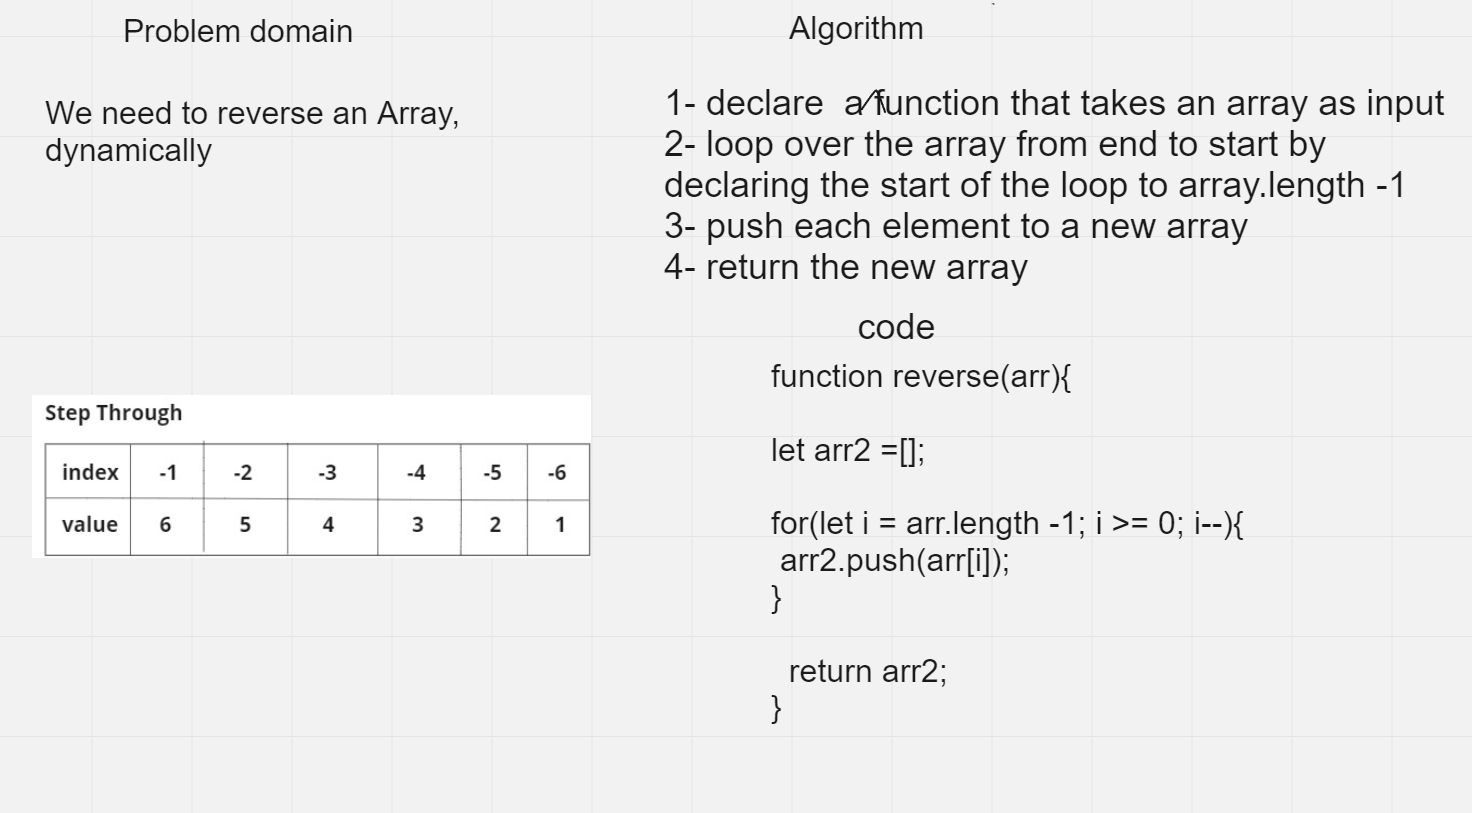 Problem domain
We need to reverse an Array,
dynamically
Step Through
index -1 -2 -3 -4 -5 -6
value 6 5 4 3 2 1
Algorithm
1- declare  a function that takes an array as input
2- loop over the array from end to start by
declaring the start of the loop to array.length -1
3- push each element to a new array
4- return the new array
code
function reverse(arr){
let arr2 =[];
for(let i = arr.length -1; i >= 0; i--){
arr2.push(arr[i]);
}
return arr2;
}